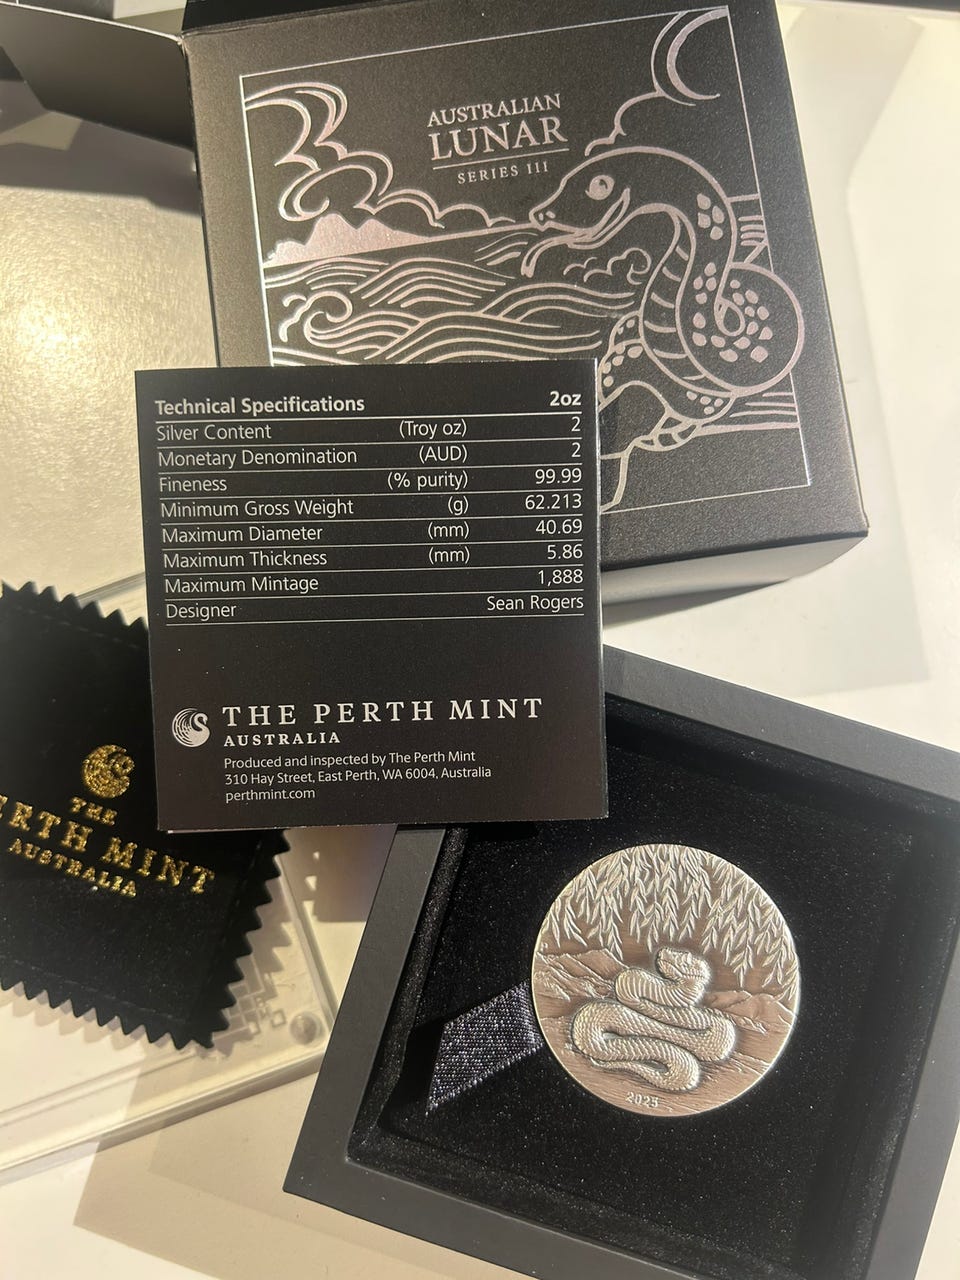 AUSTRALIAN
LUNAR
SERIES III
Technical Specifications 2oz
Silver Content (Troy oz) 2
Monetary Denomination (AUD) 2
Fineness (% purity) 99.99
Minimum Gross Weight (g) 62.213
Maximum Diameter (mm) 40.69
Maximum Thickness (mm) 5.86
Maximum Mintage 1,888
Designer Sean Rogers
THE PERTH MINT
AUSTRALIA
Produced and inspected by The Perth Mint
310 Hay Street, East Perth, WA 6004, Australia
perthmint.com
THE
ERTH MINT
AUSTRALIA
2025